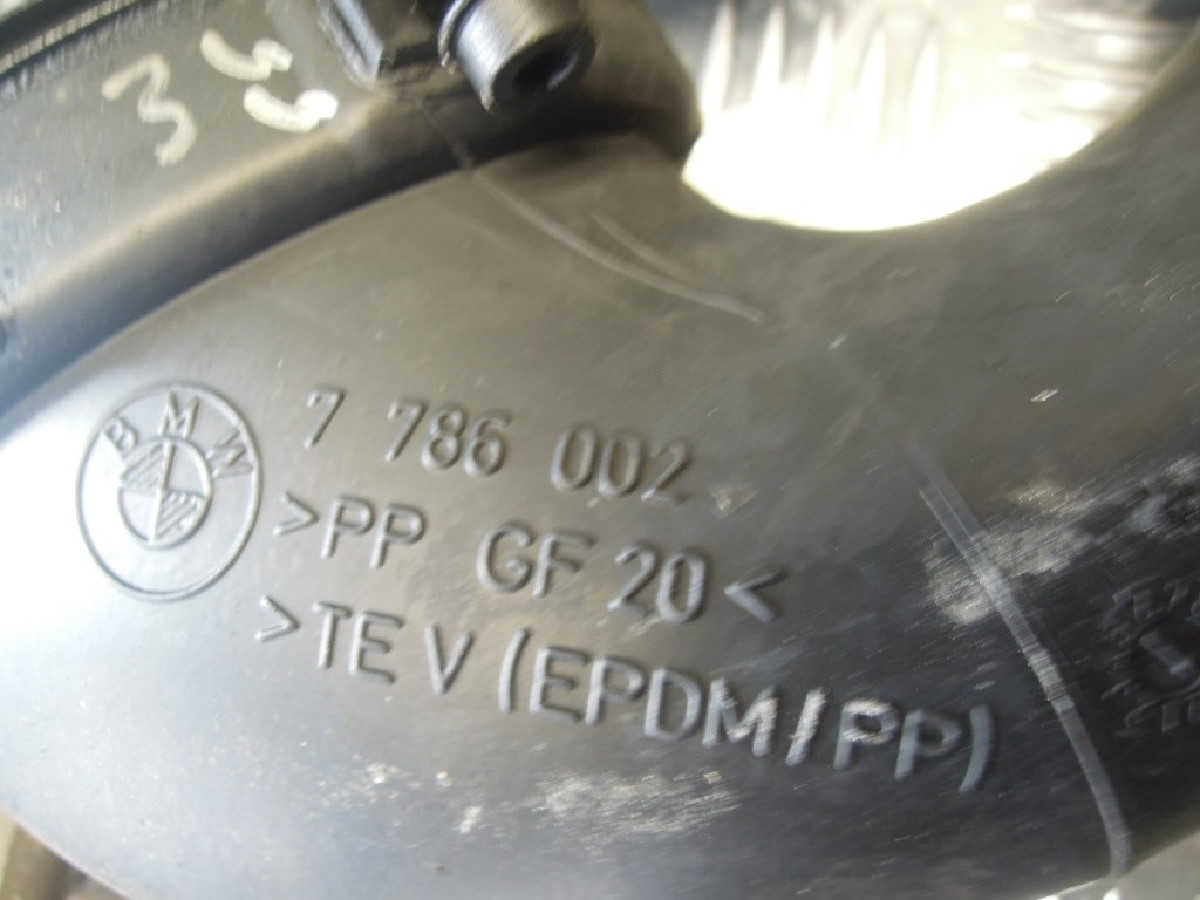 BMW
7 786 002
>PP GF 20<
>TE V (EPDM/PP)